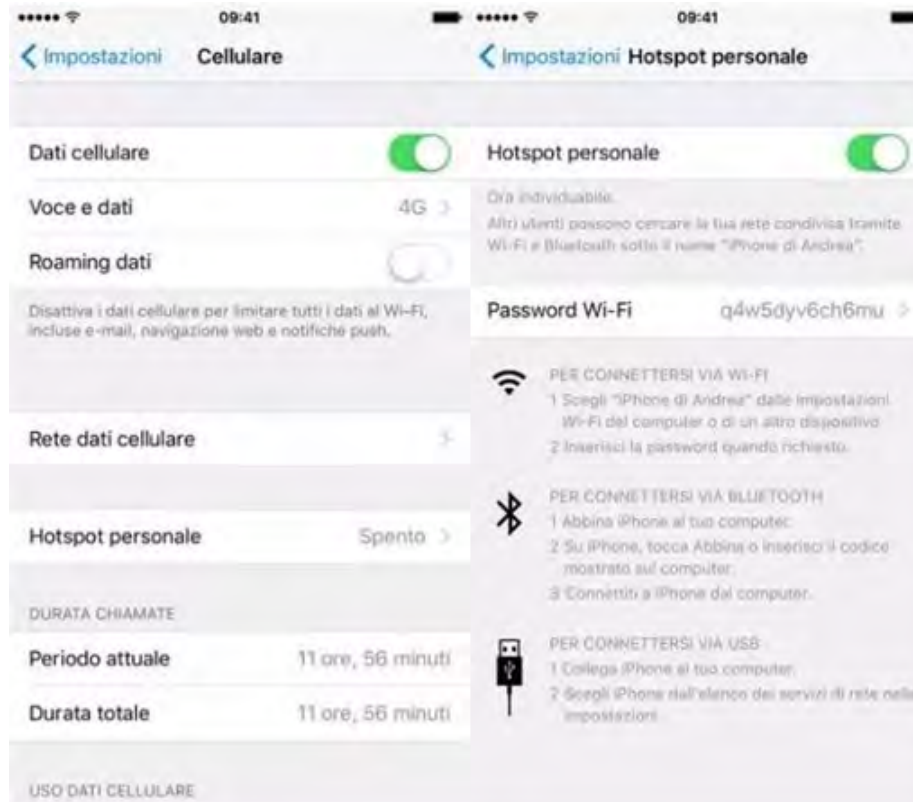 09:41
Impostazioni
Cellulare
Dati cellulare
Voce e dati
4G
Roaming dati
Disattiva i dati cellulare per limitare tutti i dati al Wi-Fi,
incluse e-mail, navigazione web e notifiche push.
Rete dati cellulare
Hotspot personale
Spento
DURATA CHIAMATE
Periodo attuale
11 ore, 56 minuti
Durata totale
11 ore, 56 minuti
USO DATI CELLULARE
09:41
Impostazioni
Hotspot personale
Hotspot personale
Ora individuabile.
Altri utenti possono cercare la tua rete condivisa tramite
Wi-Fi e Bluetooth sotto il nome "iPhone di Andrea".
Password Wi-Fi
q4w5dyv6ch6mu
PER CONNETTERSI VIA WI-FI
1 Scegli "iPhone di Andrea" dalle impostazioni
Wi-Fi del computer o di un altro dispositivo
2 Inserisci la password quando richiesto.
PER CONNETTERSI VIA BLUETOOTH
1 Abbina iPhone al tuo computer.
2 Su iPhone, tocca Abbina o inserisci il codice
mostrato sul computer.
3 Connettiti a iPhone dal computer.
PER CONNETTERSI VIA USB
1 Collega iPhone al tuo computer.
2 Scegli iPhone dall'elenco dei servizi di rete nelle
impostazioni.